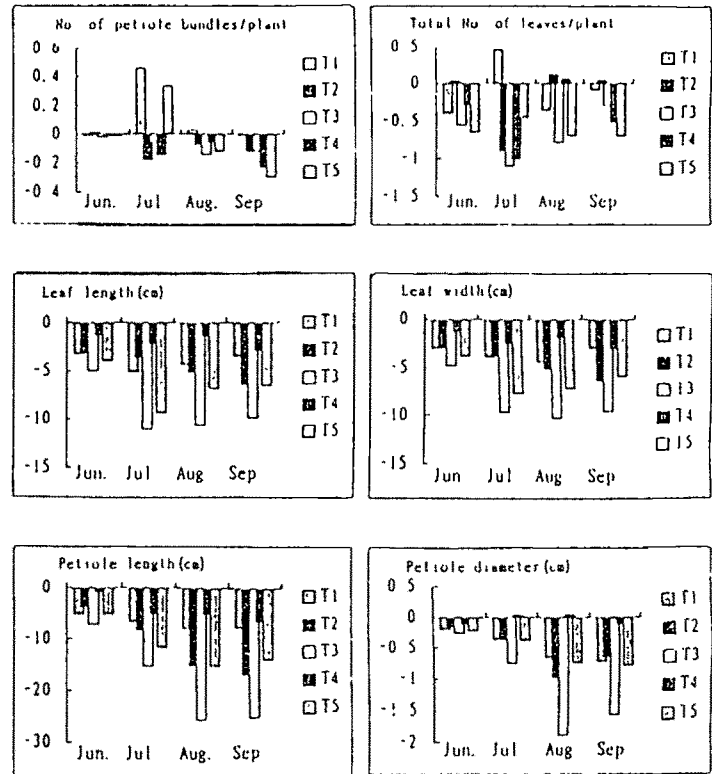 No of petiole bundles/plant
0 6
0.4
0. 2
0
-0 2
-0 4
Jun. Jul Aug. Sep
T1
T2
T3
T4
T5
Total No of leaves/plant
0 5
0
-0.5
-1
-1 5
Jun Jul Aug Sep
T1
T2
T3
T4
T5
Leaf length(cm)
0
-5
-10
-15
Jun. Jul Aug Sep
T1
T2
T3
T4
T5
Leaf width(cm)
0
-5
-10
-15
Jun Jul Aug Sep
T1
T2
T3
T4
T5
Petiole length(cm)
0
-10
-20
-30
Jun. Jul Aug. Sep
T1
T2
T3
T4
T5
Petiole diameter(cm)
0 5
0
-0 5
-1
-1 5
-2
Jun. Jul Aug Sep
T1
T2
T3
T4
T5